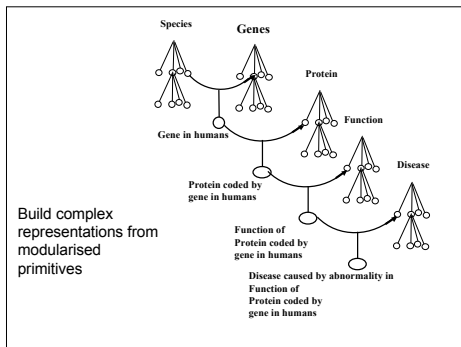 Species
Genes
Protein
Gene in humans
Function
Protein coded by
gene in humans
Disease
Build complex
representations from
modularised
primitives
Function of
Protein coded by
gene in humans
Disease caused by abnormality in
Function of
Protein coded by
gene in humans